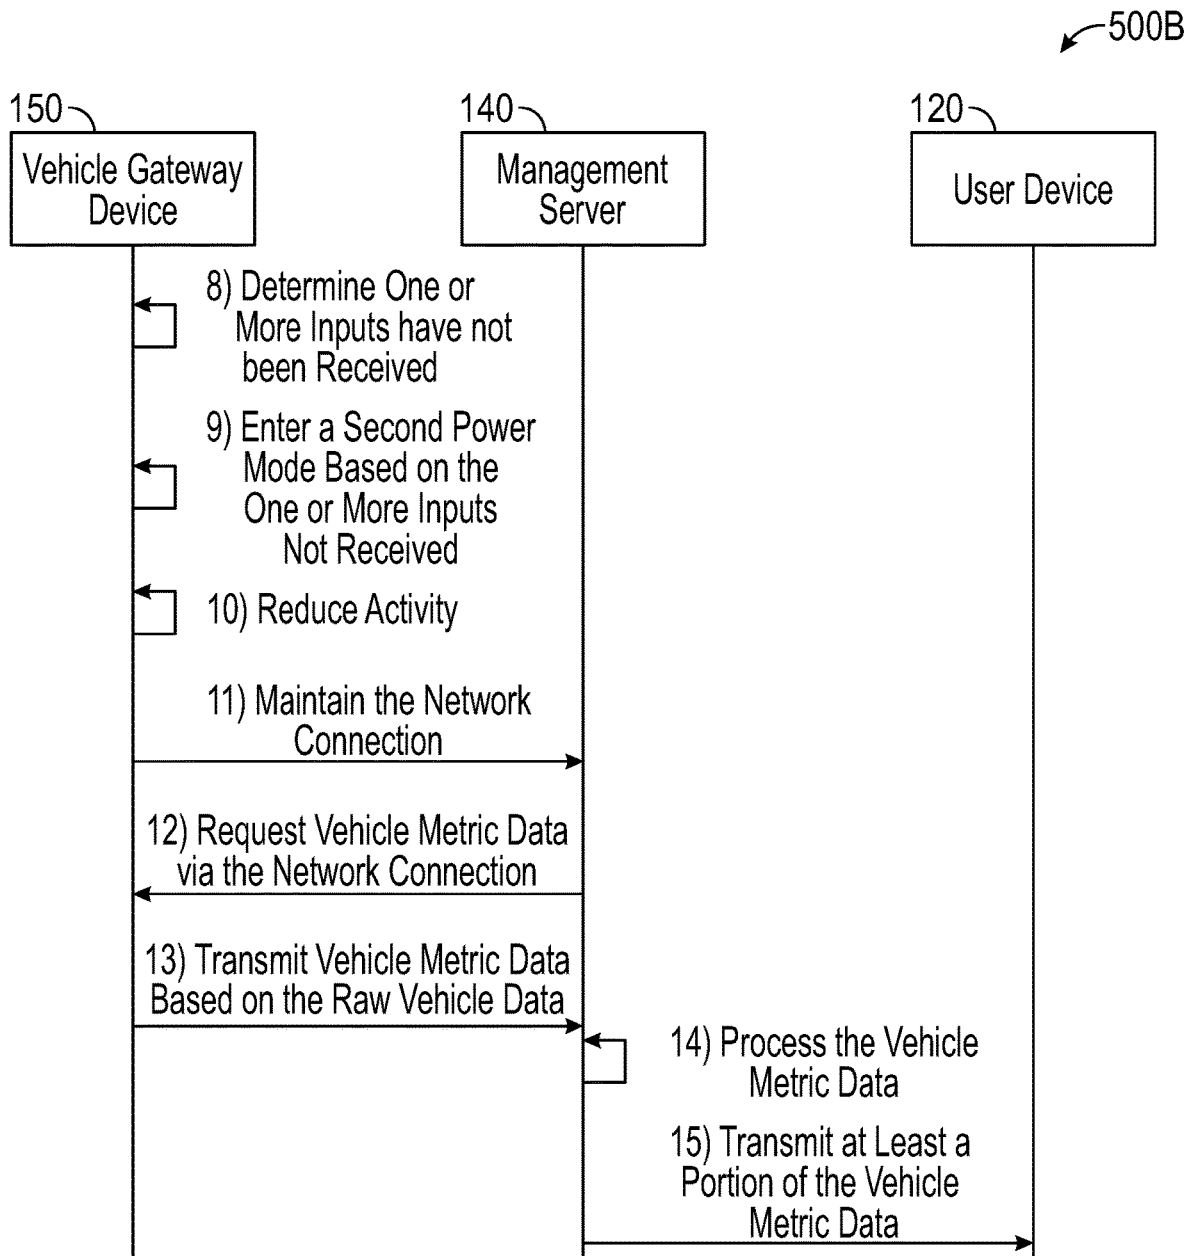 500B
150
140
120
Vehicle Gateway
Device
Management
Server
User Device
8) Determine One or
More Inputs have not
been Received
9) Enter a Second Power
Mode Based on the
One or More Inputs
Not Received
10) Reduce Activity
11) Maintain the Network
Connection
12) Request Vehicle Metric Data
via the Network Connection
13) Transmit Vehicle Metric Data
Based on the Raw Vehicle Data
14) Process the Vehicle
Metric Data
15) Transmit at Least a
Portion of the Vehicle
Metric Data